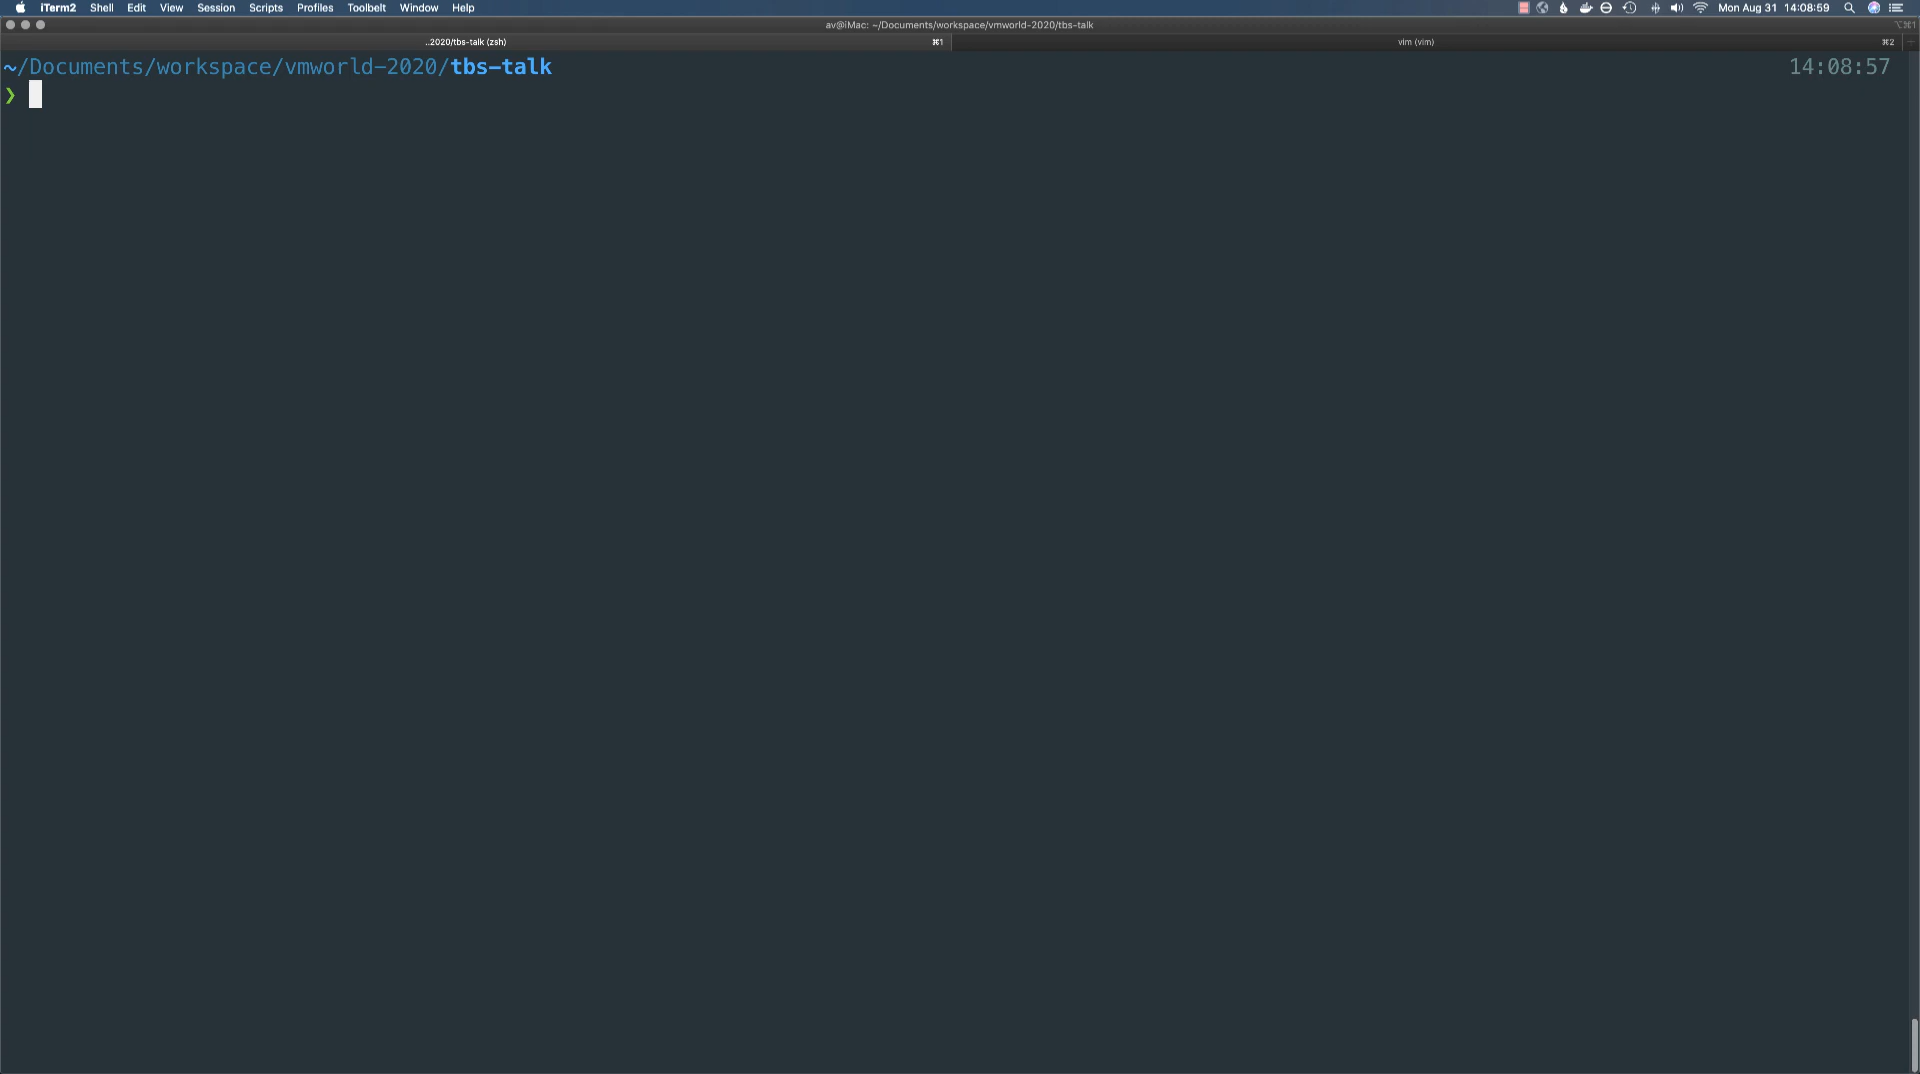 iTerm2 Shell Edit View Session Scripts Profiles Toolbelt Window Help Mon Aug 31 14:08:59
av@iMac: ~/Documents/workspace/vmworld-2020/tbs-talk ⌥⌘1
..2020/tbs-talk (zsh) ⌘1 vim (vim) ⌘2
~/Documents/workspace/vmworld-2020/tbs-talk 14:08:57
❯